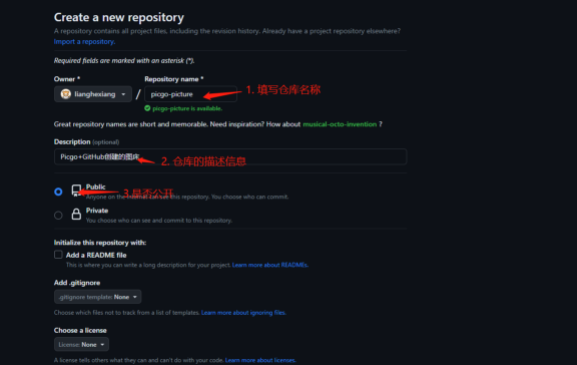 Create a new repository
A repository contains all project files, including the revision history. Already have a project repository elsewhere?
Import a repository.
Required fields are marked with an asterisk (*).
Owner *
Repository name *
lianghexiang
/
picgo-picture
1. 填写仓库名称
picgo-picture is available.
Great repository names are short and memorable. Need inspiration? How about musical-octo-invention ?
Description (optional)
Picgo+GitHub创建的图床
2. 仓库的描述信息
Public
3.是否公开
Anyone on the internet can see this repository. You choose who can commit.
Private
You choose who can see and commit to this repository.
Initialize this repository with:
Add a README file
This is where you can write a long description for your project. Learn more about READMEs.
Add .gitignore
.gitignore template: None
Choose which files not to track from a list of templates. Learn more about ignoring files.
Choose a license
License: None
A license tells others what they can and can't do with your code. Learn more about licenses.